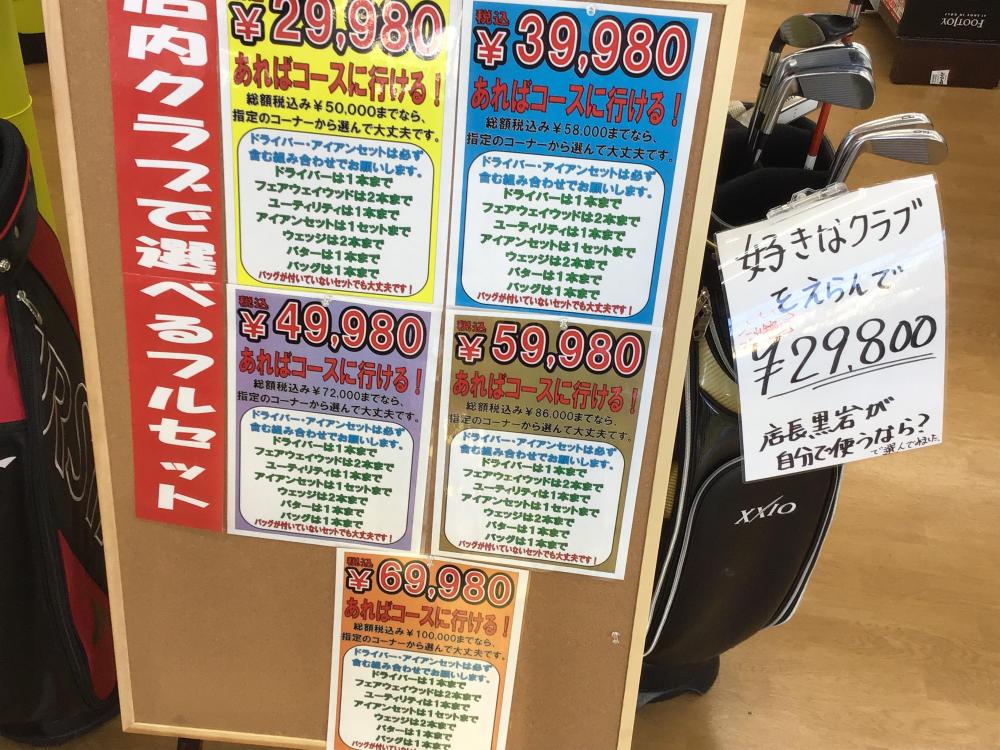 店内クラブで選べるフルセット
税込
¥29,980
あればコースに行ける！
総額税込み￥50,000までなら、
指定のコーナーから選んで大丈夫です。
ドライバー・アイアンセットは必ず
含む組み合わせでお願いします。
ドライバーは1本まで
フェアウェイウッドは2本まで
ユーティリティは1本まで
アイアンセットは1セットまで
ウェッジは2本まで
パターは1本まで
バッグは1本まで
バッグが付いていないセットでも大丈夫です！
税込
¥39,980
あればコースに行ける！
総額税込み￥58,000までなら、
指定のコーナーから選んで大丈夫です。
ドライバー・アイアンセットは必ず
含む組み合わせでお願いします。
ドライバーは1本まで
フェアウェイウッドは2本まで
ユーティリティは1本まで
アイアンセットは1セットまで
ウェッジは2本まで
パターは1本まで
バッグは1本まで
バッグが付いていないセットでも大丈夫です！
税込
¥49,980
あればコースに行ける！
総額税込み￥72,000までなら、
指定のコーナーから選んで大丈夫です。
ドライバー・アイアンセットは必ず
含む組み合わせでお願いします。
ドライバーは1本まで
フェアウェイウッドは2本まで
ユーティリティは1本まで
アイアンセットは1セットまで
ウェッジは2本まで
パターは1本まで
バッグは1本まで
バッグが付いていないセットでも大丈夫です！
税込
¥59,980
あればコースに行ける！
総額税込み￥86,000までなら、
指定のコーナーから選んで大丈夫です。
ドライバー・アイアンセットは必ず
含む組み合わせでお願いします。
ドライバーは1本まで
フェアウェイウッドは2本まで
ユーティリティは1本まで
アイアンセットは1セットまで
ウェッジは2本まで
パターは1本まで
バッグは1本まで
バッグが付いていないセットでも大丈夫です！
税込
¥69,980
あればコースに行ける！
総額税込み￥100,000までなら、
指定のコーナーから選んで大丈夫です。
ドライバー・アイアンセットは必ず
含む組み合わせでお願いします。
ドライバーは1本まで
フェアウェイウッドは2本まで
ユーティリティは1本まで
アイアンセットは1セットまで
ウェッジは2本まで
パターは1本まで
バッグは1本まで
バッグが付いていないセットでも大丈夫です！
好きなクラブ
をえらんで
¥29,800
店長黒岩が
自分で使うなら？
で選んでみました
XXIO
FOOTJOY